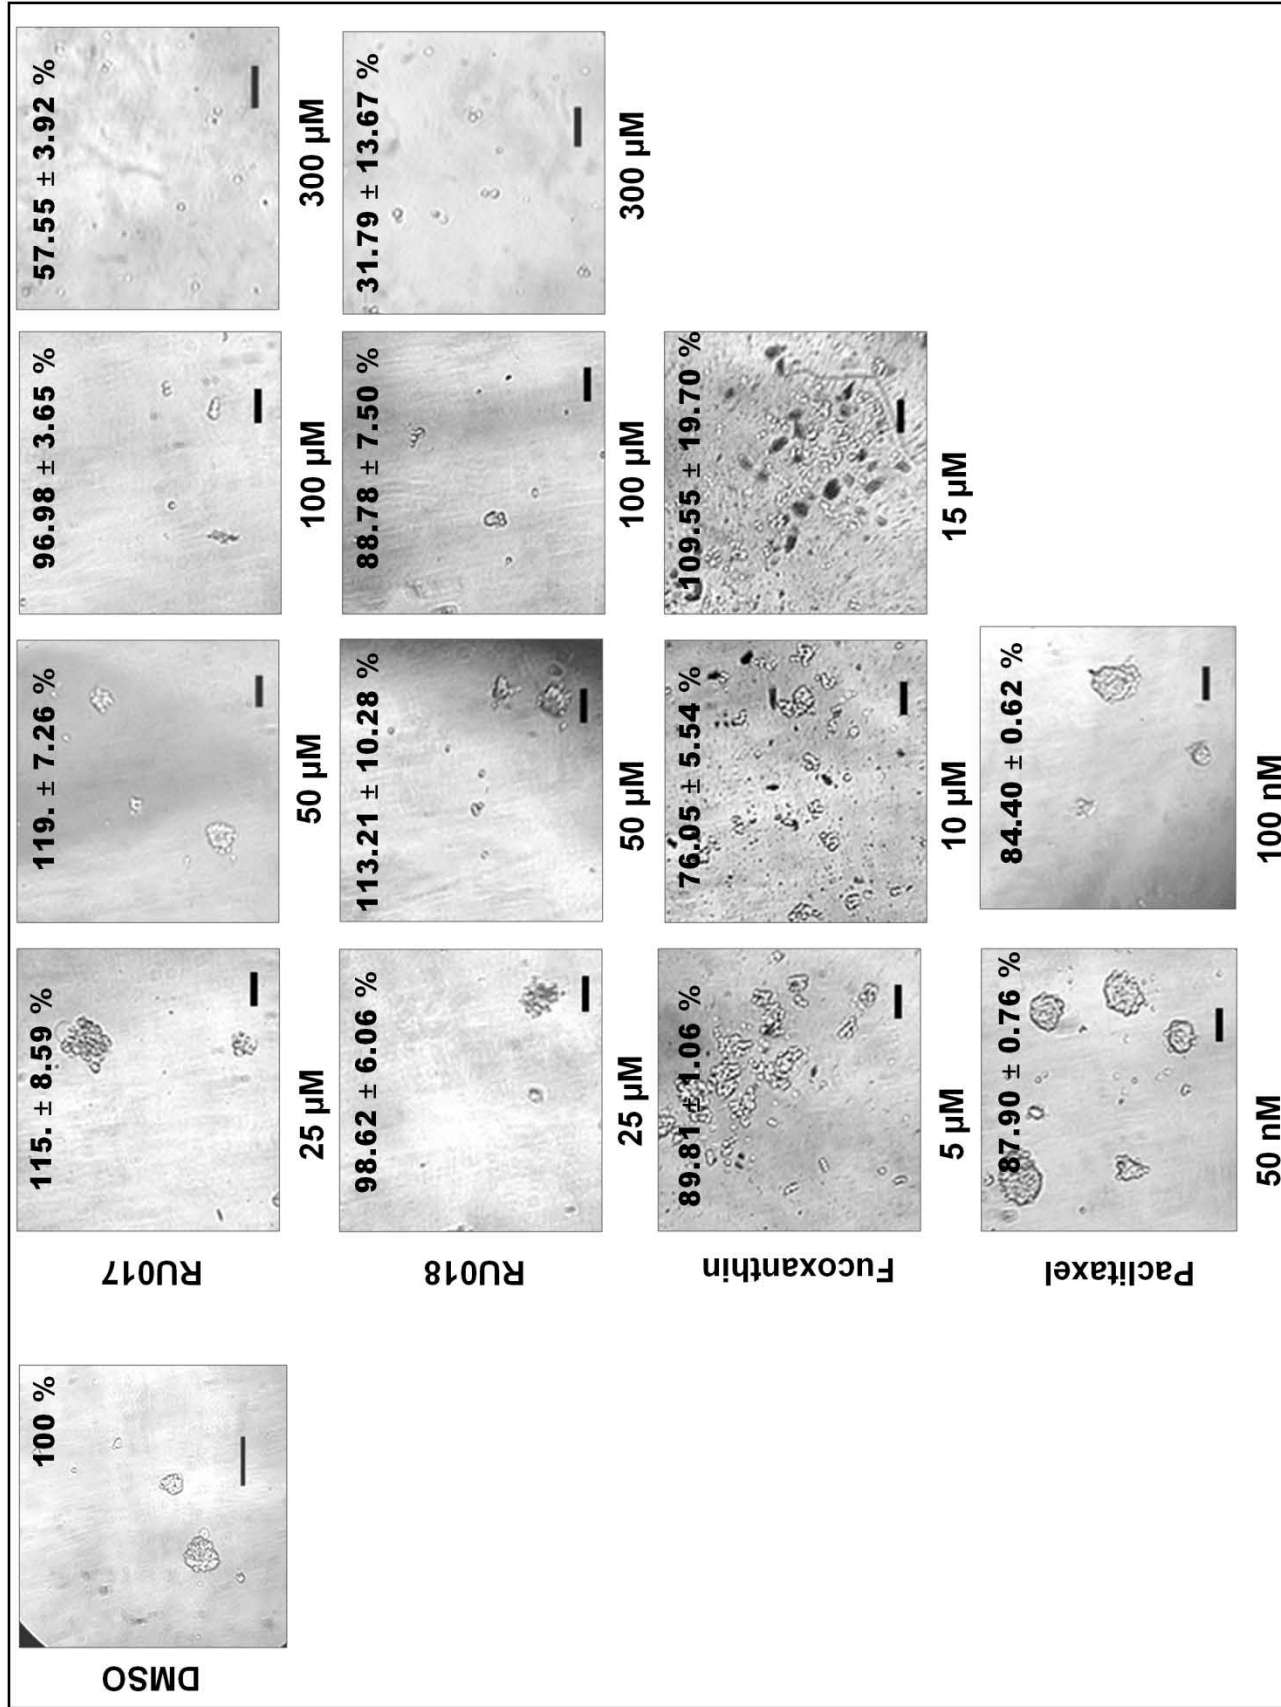 DMSO
100 %
RU017
115. ± 8.59 %
119. ± 7.26 %
96.98 ± 3.65 %
57.55 ± 3.92 %
25 µM
50 µM
100 µM
300 µM
RU018
98.62 ± 6.06 %
113.21 ± 10.28 %
88.78 ± 7.50 %
31.79 ± 13.67 %
25 µM
50 µM
100 µM
300 µM
Fucoxanthin
89.81 ± 1.06 %
76.05 ± 5.54 %
109.55 ± 19.70 %
5 µM
10 µM
15 µM
Paclitaxel
87.90 ± 0.76 %
84.40 ± 0.62 %
50 nM
100 nM